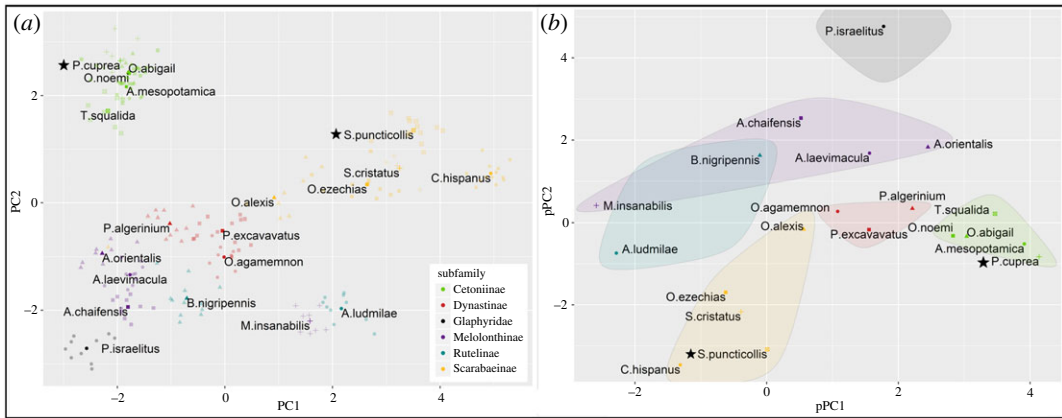 (a)
P.cuprea
O.abigail
O.noemi
A.mesopotamica
T.squalida
S.puncticollis
S.cristatus
C.hispanus
O.ezechias
O.alexis
P.algerinium
P.excavavatus
A.orientalis
O.agamemnon
A.laevimacula
B.nigripennis
A.chaifensis
M.insanabilis
A.ludmilae
P.israelitus
subfamily
Cetoniinae
Dynastinae
Glaphyridae
Melolonthinae
Rutelinae
Scarabaeinae
2
0
−2
PC2
−2
0
2
4
PC1
(b)
P.israelitus
A.chaifensis
A.orientalis
B.nigripennis
A.laevimacula
M.insanabilis
P.algerinium
O.agamemnon
T.squalida
O.alexis
P.excavavatus
O.noemi
O.abigail
A.ludmilae
A.mesopotamica
P.cuprea
O.ezechias
S.cristatus
S.puncticollis
C.hispanus
4
2
0
−2
pPC2
−2
0
2
4
pPC1